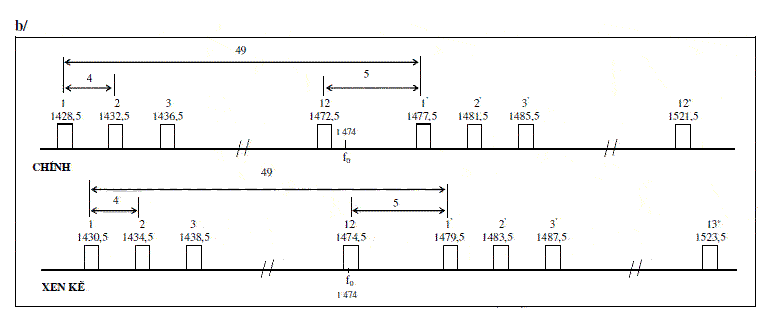 b/
49
4 5
1 2 3 12 1' 2' 3' 12'
1428,5 1432,5 1436,5 1472,5 1477,5 1481,5 1485,5 1521,5
1 474
f₀
CHÍNH
49
4 5
1 2 3 12 1' 2' 3' 13"
1430,5 1434,5 1438,5 1474,5 1479,5 1483,5 1487,5 1523,5
f₀
XEN KẼ
1 474